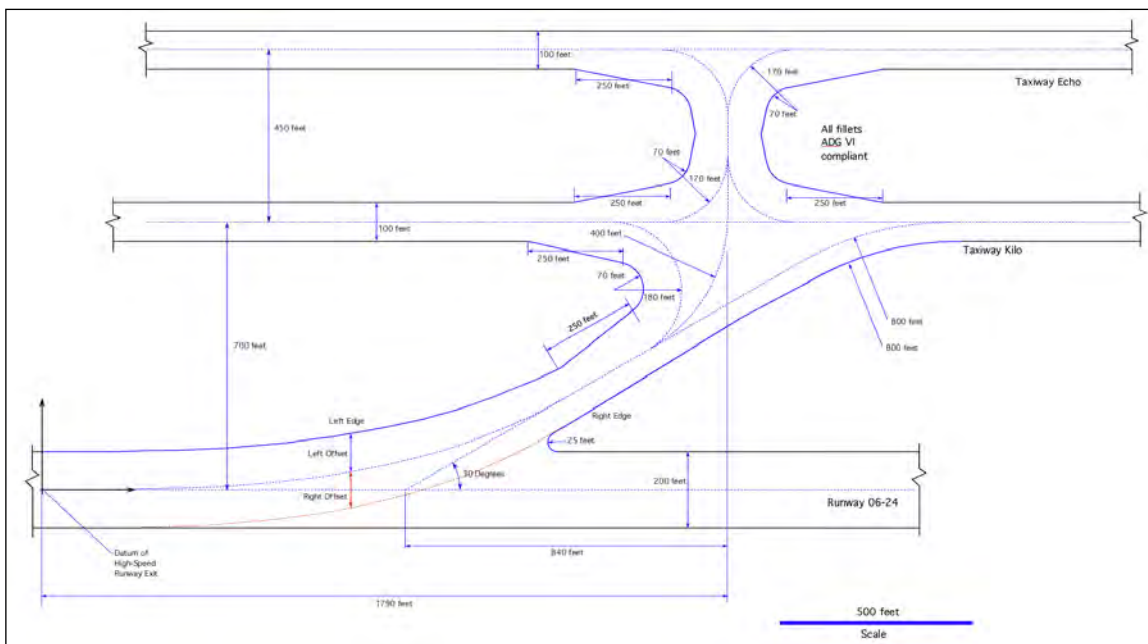 100 feet
170 feet
Taxiway Echo
250 feet
70 feet
450 feet
All fillets
ADG VI
compliant
70 feet
170 feet
250 feet
250 feet
100 feet
400 feet
Taxiway Kilo
250 feet
70 feet
180 feet
250 feet
800 feet
700 feet
800 feet
Left Edge
Right Edge
25 feet
Left Offset
30 Degrees
200 feet
Right Offset
Runway 06-24
Datum of
High-Speed
Runway Exit
840 feet
1790 feet
500 feet
Scale